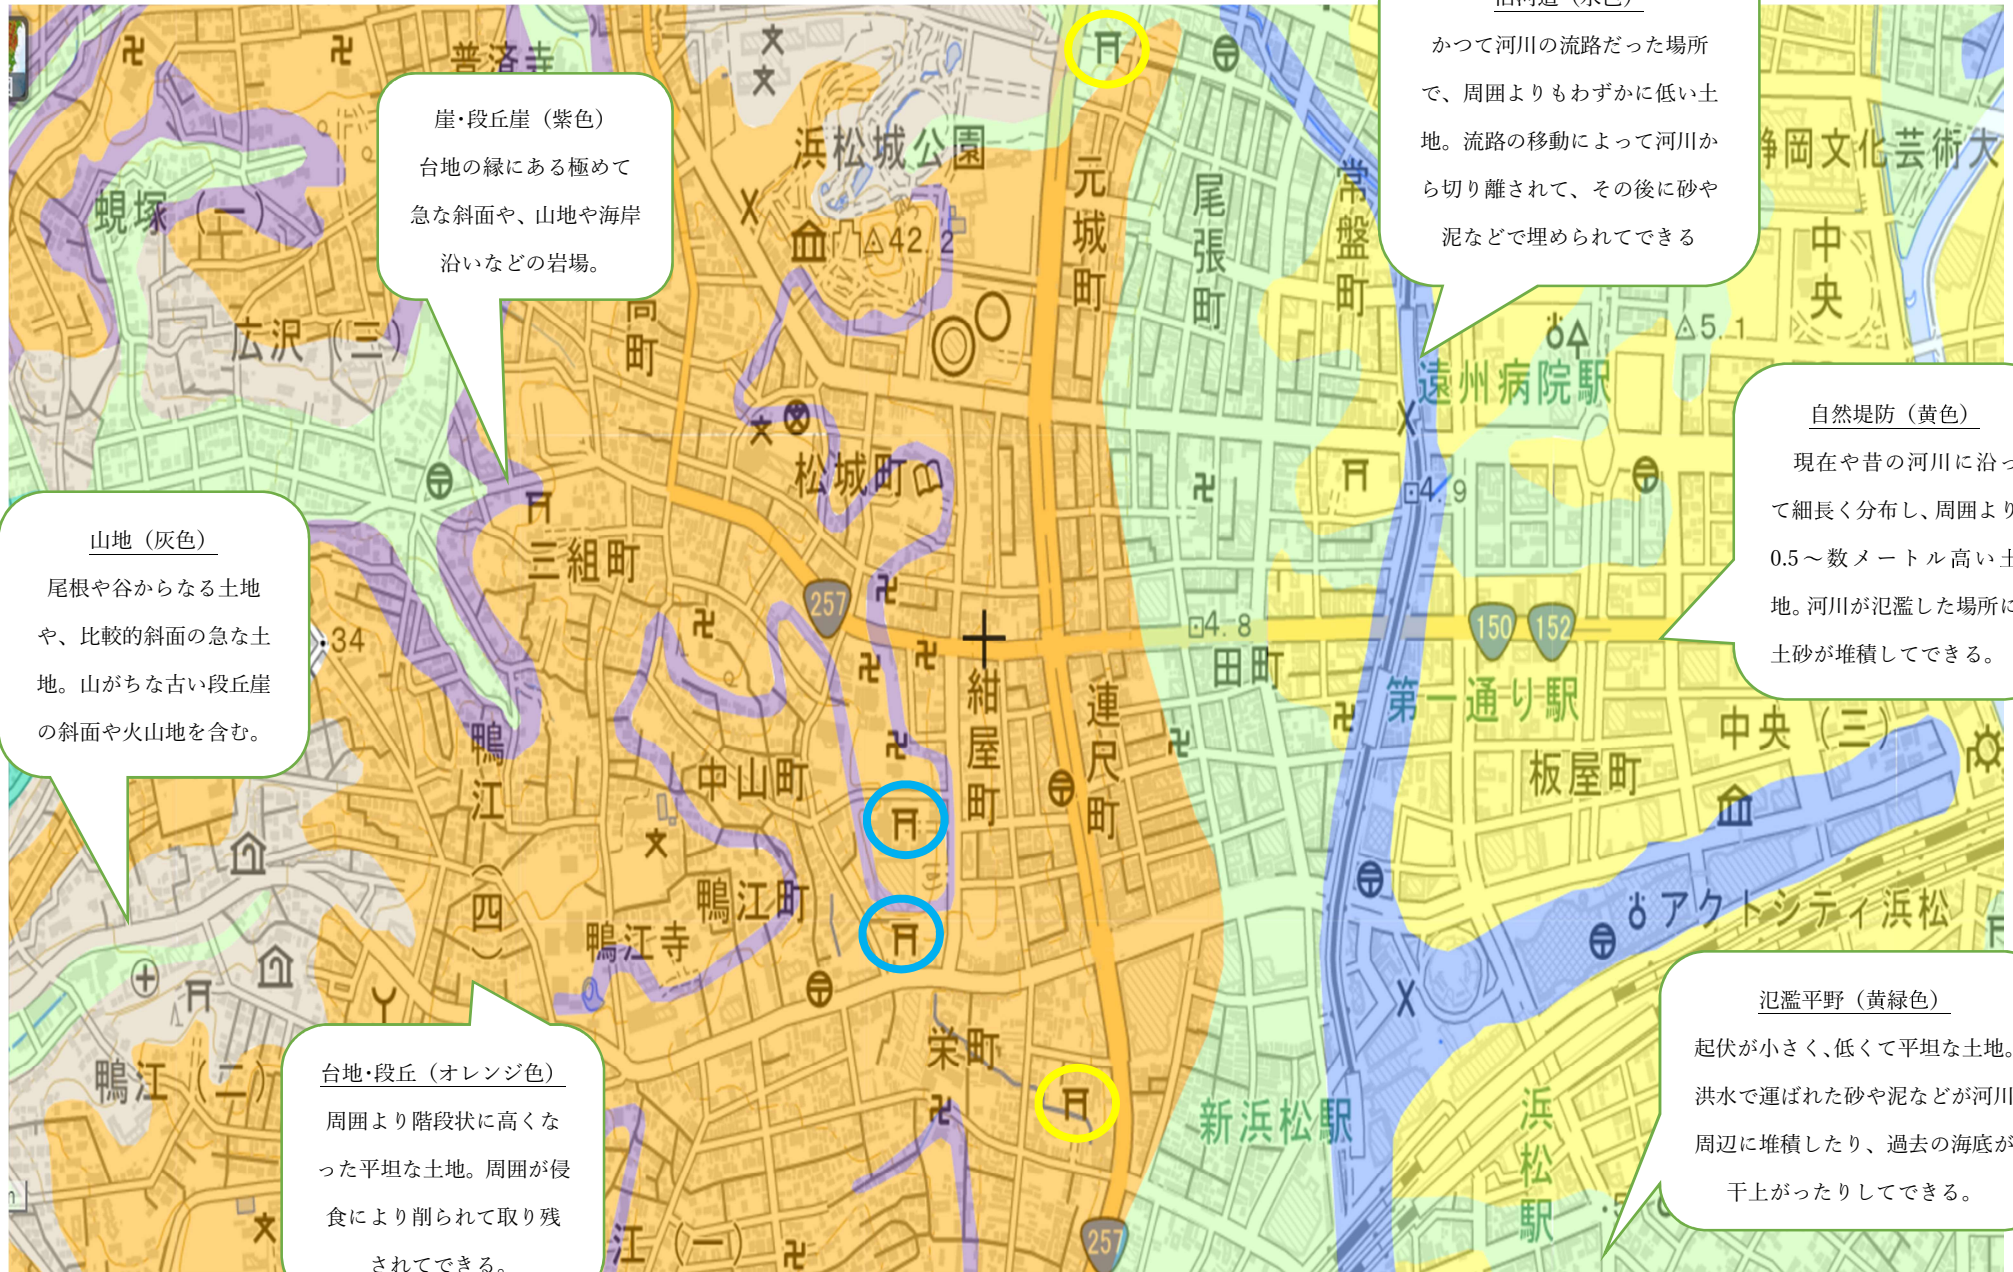 旧河道（水色）
かつて河川の流路だった場所
で、周囲よりもわずかに低い土
地。流路の移動によって河川か
ら切り離されて、その後に砂や
泥などで埋められてできる
崖･段丘崖（紫色）
台地の縁にある極めて
急な斜面や、山地や海岸
沿いなどの岩場。
自然堤防（黄色）
現在や昔の河川に沿っ
て細長く分布し、周囲より
0.5～数メートル高い土
地。河川が氾濫した場所に
土砂が堆積してできる。
山地（灰色）
尾根や谷からなる土地
や、比較的斜面の急な土
地。山がちな古い段丘崖
の斜面や火山地を含む。
氾濫平野（黄緑色）
起伏が小さく、低くて平坦な土地。
洪水で運ばれた砂や泥などが河川
周辺に堆積したり、過去の海底が
干上がったりしてできる。
台地･段丘（オレンジ色）
周囲より階段状に高くな
った平坦な土地。周囲が侵
食により削られて取り残
されてできる。
普済寺
浜松城公園
元城町
尾張町
常盤町
静岡文化芸術大
中央
蜆塚（一）
42.2
広沢（三）
高町
5.1
遠州病院駅
松城町
4.9
三組町
257
34
4.8
150
152
田町
紺屋町
連尺町
第一通り駅
中央（三）
板屋町
鴨江（四）
中山町
鴨江町
鴨江寺
アクトシティ浜松
栄町
鴨江（二）
新浜松駅
浜松駅
江（一）
257